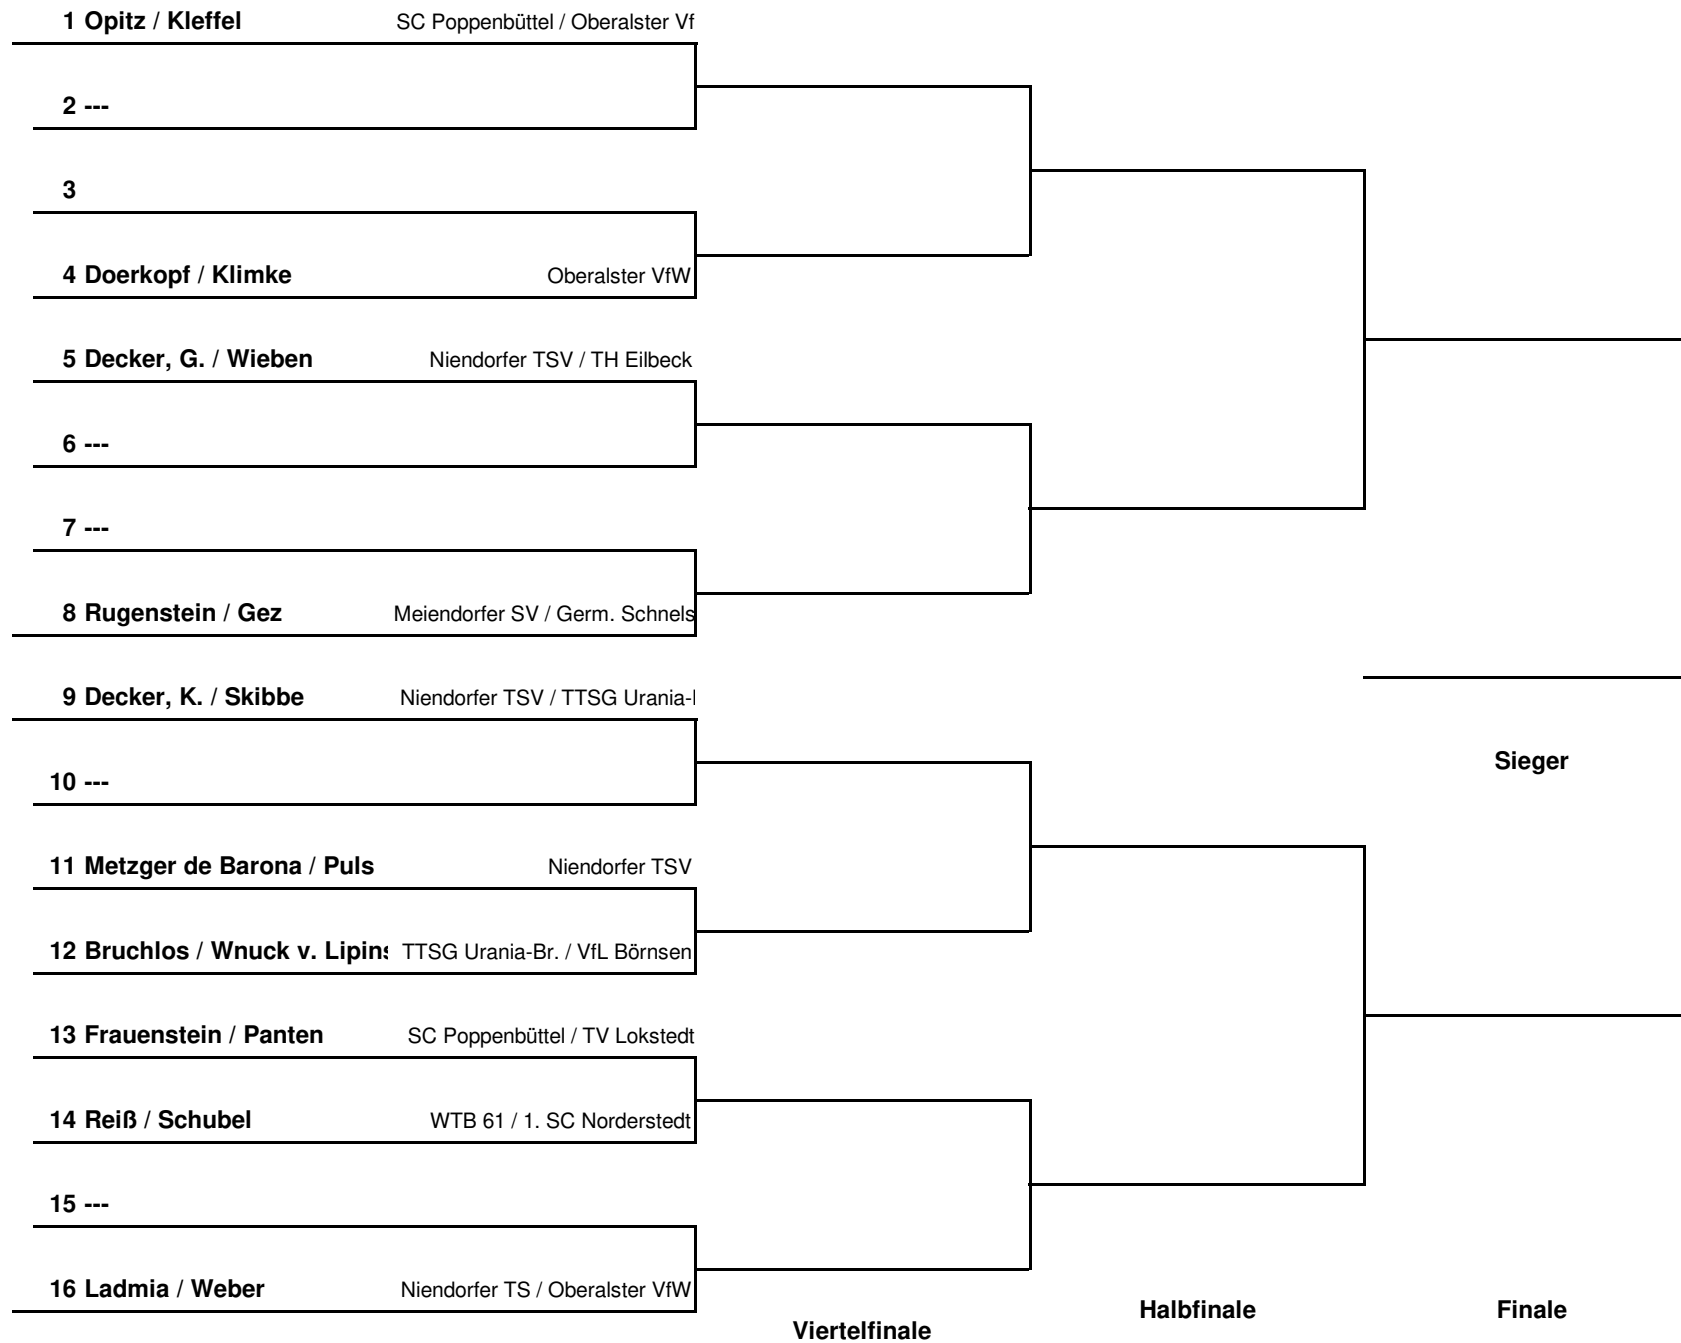 1 Opitz / Kleffel SC Poppenbüttel / Oberalster Vf
2 ---
3
4 Doerkopf / Klimke Oberalster VfW
5 Decker, G. / Wieben Niendorfer TSV / TH Eilbeck
6 ---
7 ---
8 Rugenstein / Gez Meiendorfer SV / Germ. Schnels
9 Decker, K. / Skibbe Niendorfer TSV / TTSG Urania-
Sieger
10 ---
11 Metzger de Barona / Puls Niendorfer TSV
12 Bruchlos / Wnuck v. Lipins TTSG Urania-Br. / VfL Börnsen
13 Frauenstein / Panten SC Poppenbüttel / TV Lokstedt
14 Reiß / Schubel WTB 61 / 1. SC Norderstedt
15 ---
16 Ladmia / Weber Niendorfer TS / Oberalster VfW
Viertelfinale
Halbfinale
Finale